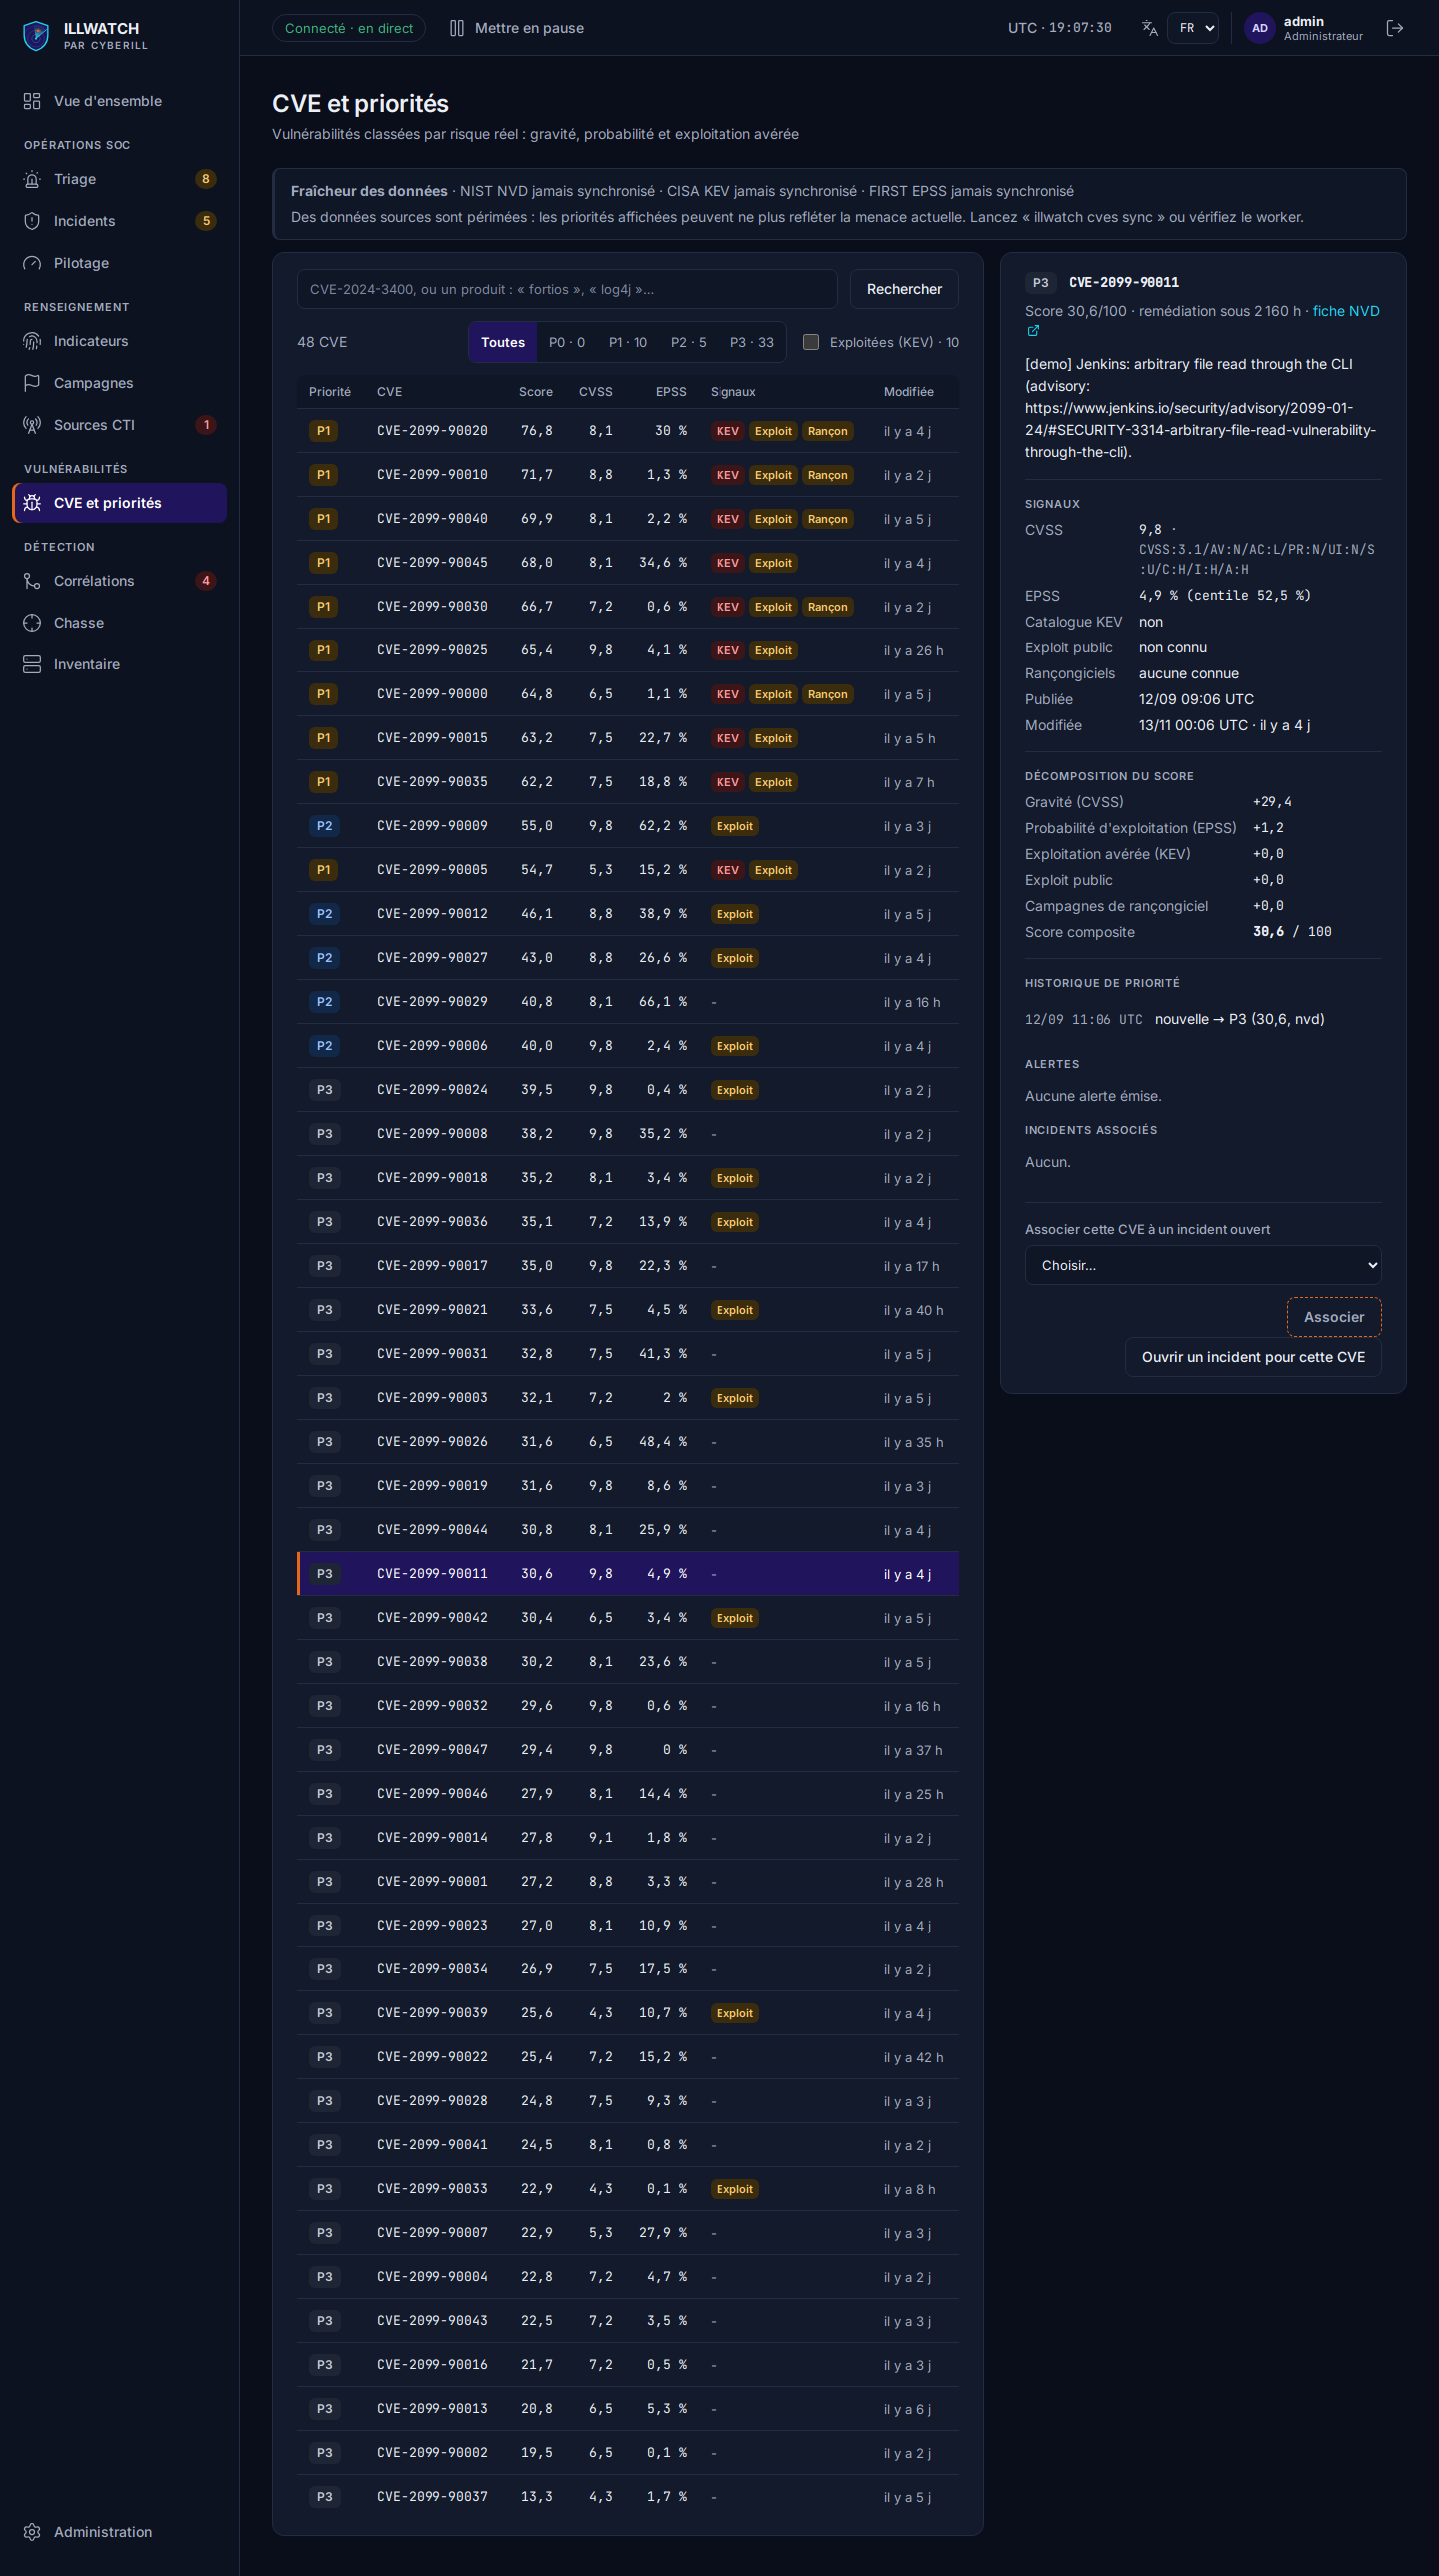 ILLWATCH
PAR CYBERILL
Vue d'ensemble
OPÉRATIONS SOC
Triage 8
Incidents 5
Pilotage
RENSEIGNEMENT
Indicateurs
Campagnes
Sources CTI 1
VULNÉRABILITÉS
CVE et priorités
DÉTECTION
Corrélations 4
Chasse
Inventaire
Administration
Connecté · en direct Mettre en pause UTC · 19:07:30 FR AD admin
Administrateur
CVE et priorités
Vulnérabilités classées par risque réel : gravité, probabilité et exploitation avérée
Fraîcheur des données · NIST NVD jamais synchronisé · CISA KEV jamais synchronisé · FIRST EPSS jamais synchronisé
Des données sources sont périmées : les priorités affichées peuvent ne plus refléter la menace actuelle. Lancez « illwatch cves sync » ou vérifiez le worker.
CVE-2024-3400, ou un produit : « fortios », « log4j »... Rechercher
48 CVE Toutes P0 · 0 P1 · 10 P2 · 5 P3 · 33 Exploitées (KEV) · 10
Priorité CVE Score CVSS EPSS Signaux Modifiée
P1 CVE-2099-90020 76,8 8,1 30 % KEV Exploit Rançon il y a 4 j
P1 CVE-2099-90010 71,7 8,8 1,3 % KEV Exploit Rançon il y a 2 j
P1 CVE-2099-90040 69,9 8,1 2,2 % KEV Exploit Rançon il y a 5 j
P1 CVE-2099-90045 68,0 8,1 34,6 % KEV Exploit il y a 4 j
P1 CVE-2099-90030 66,7 7,2 0,6 % KEV Exploit Rançon il y a 2 j
P1 CVE-2099-90025 65,4 9,8 4,1 % KEV Exploit il y a 26 h
P1 CVE-2099-90000 64,8 6,5 1,1 % KEV Exploit Rançon il y a 5 j
P1 CVE-2099-90015 63,2 7,5 22,7 % KEV Exploit il y a 5 h
P1 CVE-2099-90035 62,2 7,5 18,8 % KEV Exploit il y a 7 h
P2 CVE-2099-90009 55,0 9,8 62,2 % Exploit il y a 3 j
P1 CVE-2099-90005 54,7 5,3 15,2 % KEV Exploit il y a 2 j
P2 CVE-2099-90012 46,1 8,8 38,9 % Exploit il y a 5 j
P2 CVE-2099-90027 43,0 8,8 26,6 % Exploit il y a 4 j
P2 CVE-2099-90029 40,8 8,1 66,1 % - il y a 16 h
P2 CVE-2099-90006 40,0 9,8 2,4 % Exploit il y a 4 j
P3 CVE-2099-90024 39,5 9,8 0,4 % Exploit il y a 2 j
P3 CVE-2099-90008 38,2 9,8 35,2 % - il y a 2 j
P3 CVE-2099-90018 35,2 8,1 3,4 % Exploit il y a 2 j
P3 CVE-2099-90036 35,1 7,2 13,9 % Exploit il y a 4 j
P3 CVE-2099-90017 35,0 9,8 22,3 % - il y a 17 h
P3 CVE-2099-90021 33,6 7,5 4,5 % Exploit il y a 40 h
P3 CVE-2099-90031 32,8 7,5 41,3 % - il y a 5 j
P3 CVE-2099-90003 32,1 7,2 2 % Exploit il y a 5 j
P3 CVE-2099-90026 31,6 6,5 48,4 % - il y a 35 h
P3 CVE-2099-90019 31,6 9,8 8,6 % - il y a 3 j
P3 CVE-2099-90044 30,8 8,1 25,9 % - il y a 4 j
P3 CVE-2099-90011 30,6 9,8 4,9 % - il y a 4 j
P3 CVE-2099-90042 30,4 6,5 3,4 % Exploit il y a 5 j
P3 CVE-2099-90038 30,2 8,1 23,6 % - il y a 5 j
P3 CVE-2099-90032 29,6 9,8 0,6 % - il y a 16 h
P3 CVE-2099-90047 29,4 9,8 0 % - il y a 37 h
P3 CVE-2099-90046 27,9 8,1 14,4 % - il y a 25 h
P3 CVE-2099-90014 27,8 9,1 1,8 % - il y a 2 j
P3 CVE-2099-90001 27,2 8,8 3,3 % - il y a 28 h
P3 CVE-2099-90023 27,0 8,1 10,9 % - il y a 4 j
P3 CVE-2099-90034 26,9 7,5 17,5 % - il y a 2 j
P3 CVE-2099-90039 25,6 4,3 10,7 % Exploit il y a 4 j
P3 CVE-2099-90022 25,4 7,2 15,2 % - il y a 42 h
P3 CVE-2099-90028 24,8 7,5 9,3 % - il y a 3 j
P3 CVE-2099-90041 24,5 8,1 0,8 % - il y a 2 j
P3 CVE-2099-90033 22,9 4,3 0,1 % Exploit il y a 8 h
P3 CVE-2099-90007 22,9 5,3 27,9 % - il y a 3 j
P3 CVE-2099-90004 22,8 7,2 4,7 % - il y a 2 j
P3 CVE-2099-90043 22,5 7,2 3,5 % - il y a 3 j
P3 CVE-2099-90016 21,7 7,2 0,5 % - il y a 3 j
P3 CVE-2099-90013 20,8 6,5 5,3 % - il y a 6 j
P3 CVE-2099-90002 19,5 6,5 0,1 % - il y a 2 j
P3 CVE-2099-90037 13,3 4,3 1,7 % - il y a 5 j
P3 CVE-2099-90011
Score 30,6/100 · remédiation sous 2 160 h · fiche NVD
[demo] Jenkins: arbitrary file read through the CLI
(advisory:
https://www.jenkins.io/security/advisory/2099-01-
24/#SECURITY-3314-arbitrary-file-read-vulnerability-
through-the-cli).
SIGNAUX
CVSS 9,8 ·
CVSS:3.1/AV:N/AC:L/PR:N/UI:N/S
:U/C:H/I:H/A:H
EPSS 4,9 % (centile 52,5 %)
Catalogue KEV non
Exploit public non connu
Rançongiciels aucune connue
Publiée 12/09 09:06 UTC
Modifiée 13/11 00:06 UTC · il y a 4 j
DÉCOMPOSITION DU SCORE
Gravité (CVSS) +29,4
Probabilité d'exploitation (EPSS) +1,2
Exploitation avérée (KEV) +0,0
Exploit public +0,0
Campagnes de rançongiciel +0,0
Score composite 30,6 / 100
HISTORIQUE DE PRIORITÉ
12/09 11:06 UTC nouvelle → P3 (30,6, nvd)
ALERTES
Aucune alerte émise.
INCIDENTS ASSOCIÉS
Aucun.
Associer cette CVE à un incident ouvert
Choisir...
Associer
Ouvrir un incident pour cette CVE